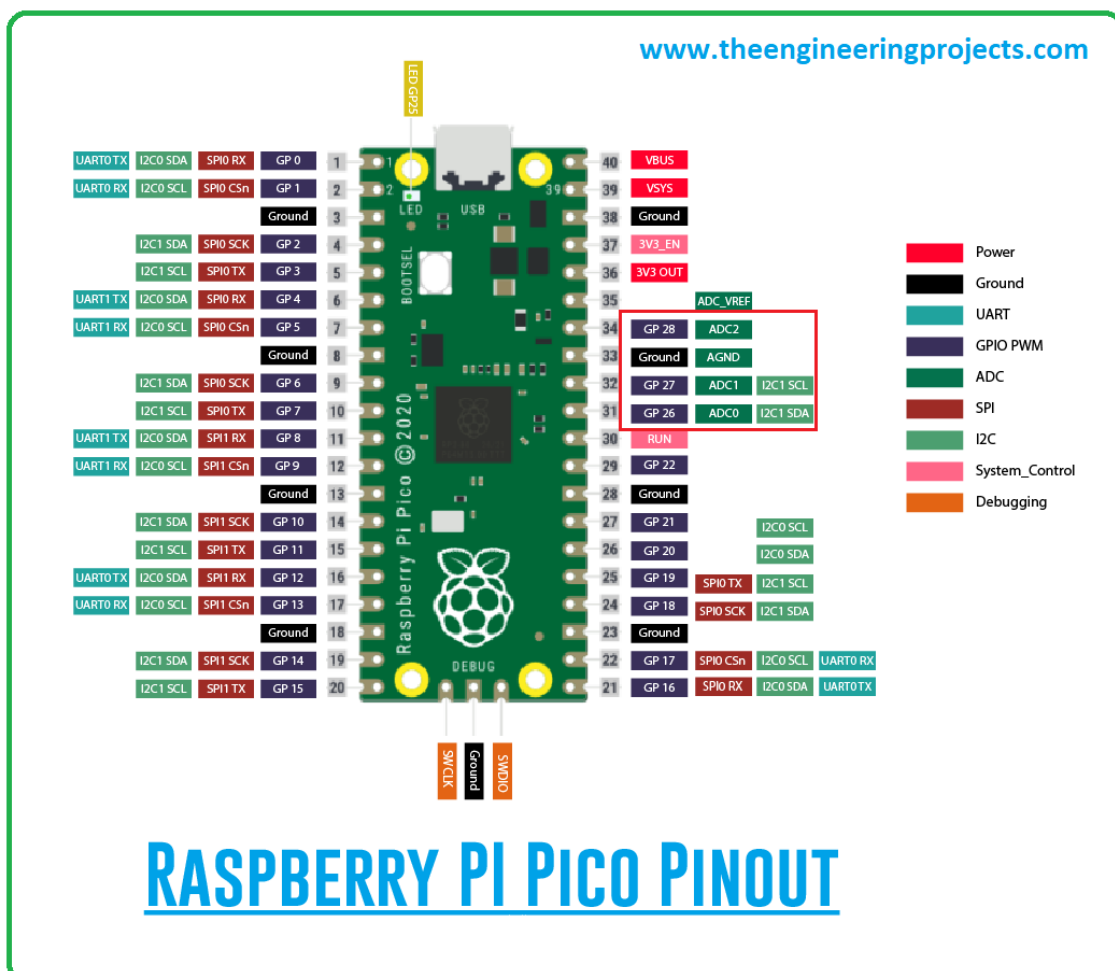 www.theengineeringprojects.com
LED GP25
UART0 TX I2C0 SDA SPI0 RX GP 0 1 1 40 VBUS
UART0 RX I2C0 SCL SPI0 CSn GP 1 2 2 39 39 VSYS
LED USB
Ground 3 38 Ground
I2C1 SDA SPI0 SCK GP 2 4 37 3V3_EN
I2C1 SCL SPI0 TX GP 3 5 36 3V3 OUT
BOOTSEL
UART1 TX I2C0 SDA SPI0 RX GP 4 6 35 ADC_VREF
UART1 RX I2C0 SCL SPI0 CSn GP 5 7 34 GP 28 ADC2
Ground 8 33 Ground AGND
I2C1 SDA SPI0 SCK GP 6 9 32 GP 27 ADC1 I2C1 SCL
I2C1 SCL SPI0 TX GP 7 10 31 GP 26 ADC0 I2C1 SDA
UART1 TX I2C0 SDA SPI1 RX GP 8 11 30 RUN
UART1 RX I2C0 SCL SPI1 CSn GP 9 12 29 GP 22
Ground 13 28 Ground
I2C1 SDA SPI1 SCK GP 10 14 27 GP 21 I2C0 SCL
I2C1 SCL SPI1 TX GP 11 15 26 GP 20 I2C0 SDA
UART0 TX I2C0 SDA SPI1 RX GP 12 16 25 GP 19 SPI0 TX I2C1 SCL
UART0 RX I2C0 SCL SPI1 CSn GP 13 17 24 GP 18 SPI0 SCK I2C1 SDA
Ground 18 23 Ground
I2C1 SDA SPI1 SCK GP 14 19 22 GP 17 SPI0 CSn I2C0 SCL UART0 RX
I2C1 SCL SPI1 TX GP 15 20 21 GP 16 SPI0 RX I2C0 SDA UART0 TX
Raspberry Pi Pico ©2020
DEBUG
SWCLK
Ground
SWDIO
Power
Ground
UART
GPIO PWM
ADC
SPI
I2C
System_Control
Debugging
RASPBERRY PI PICO PINOUT